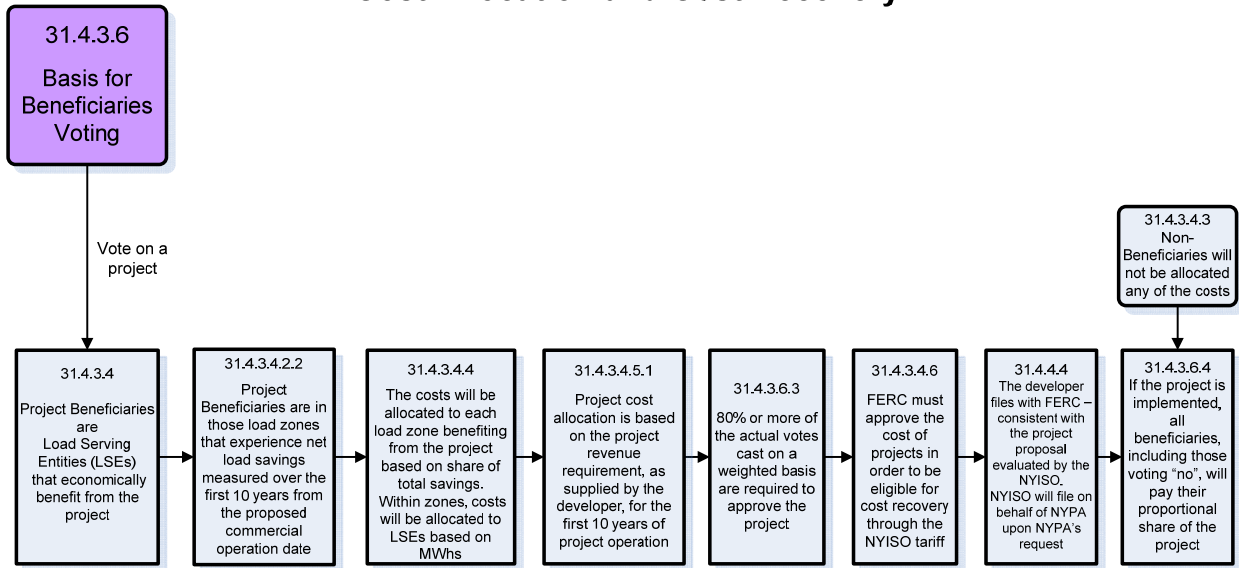 31.4.3.6
Basis for
Beneficiaries
Voting
Vote on a
project
31.4.3.4.3
Non-
Beneficiaries will
not be allocated
any of the costs
31.4.3.4
Project Beneficiaries
are
Load Serving
Entities (LSEs)
that economically
benefit from the
project
31.4.3.4.2.2
Project
Beneficiaries are in
those load zones
that experience net
load savings
measured over the
first 10 years from
the proposed
commercial
operation date
31.4.3.4.4
The costs will be
allocated to each
load zone benefiting
from the project
based on share of
total savings.
Within zones, costs
will be allocated to
LSEs based on
MWhs
31.4.3.4.5.1
Project cost
allocation is based
on the project
revenue
requirement, as
supplied by the
developer, for the
first 10 years of
project operation
31.4.3.6.3
80% or more of
the actual votes
cast on a
weighted basis
are required to
approve the
project
31.4.3.4.6
FERC must
approve the
cost of
projects in
order to be
eligible for
cost recovery
through the
NYISO tariff
31.4.4.4
The developer
files with FERC –
consistent with
the project
proposal
evaluated by the
NYISO.
NYISO will file on
behalf of NYPA
upon NYPA's
request
31.4.3.6.4
If the project is
implemented,
all
beneficiaries,
including those
voting "no", will
pay their
proportional
share of the
project